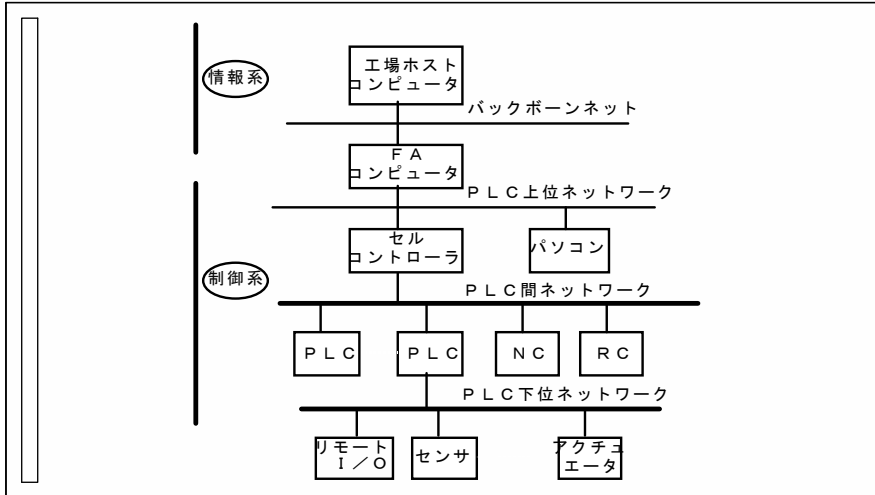 情報系
工場ホスト
コンピュータ
バックボーンネット
ＦＡ
コンピュータ
ＰＬＣ上位ネットワーク
セル
コントローラ
パソコン
制御系
ＰＬＣ間ネットワーク
ＰＬＣ
ＰＬＣ
ＮＣ
ＲＣ
ＰＬＣ下位ネットワーク
リモート
Ｉ／Ｏ
センサ
アクチュ
エータ